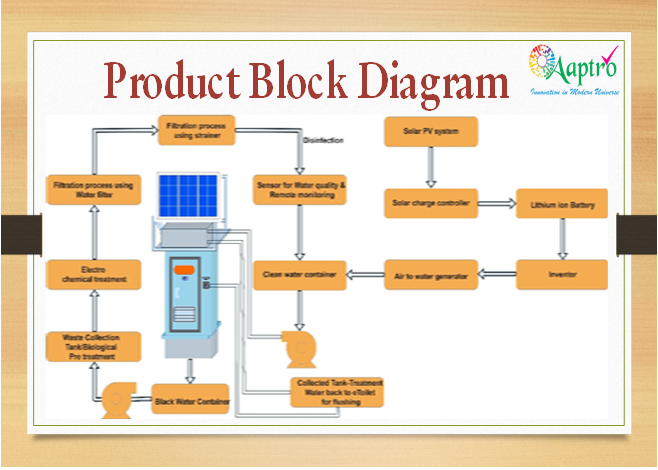 Product Block Diagram
Aaptro
Innovation in Modern Universe
Filtration process
using strainer
Disinfection
Solar PV system
Filtration process using
Water filter
Sensor for Water quality &
Remote monitoring
Solar charge controller
Lithium ion Battery
Electro
chemical treatment
Clean water container
Air to water generator
Inventor
Waste Collection
Tank/Biological
Pre treatment
Black Water Container
Collected Tank-Treatment
Water back to eToilet
for flushing